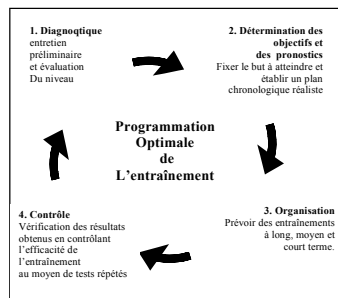 1. Diagnoqtique
entretien
préliminaire
et évaluation
Du niveau
2. Détermination des
objectifs et
des pronostics
Fixer le but à atteindre et
établir un plan
chronologique réaliste
Programmation
Optimale
de
L’entraînement
3. Organisation
Prévoir des entraînements
à long, moyen et
court terme.
4. Contrôle
Vérification des résultats
obtenus en contrôlant
l’efficacité de
l’entraînement
au moyen de tests répétés